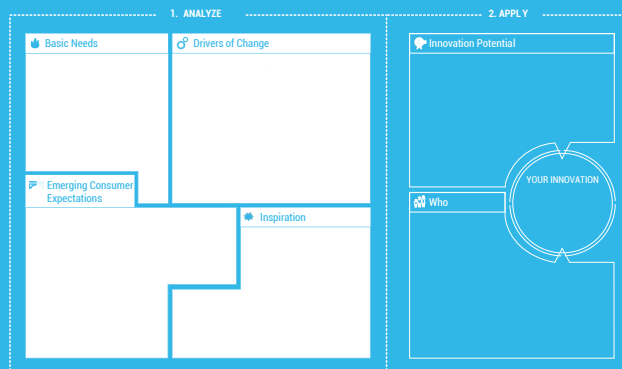 1. ANALYZE
2. APPLY
Basic Needs
Drivers of Change
Emerging Consumer
Expectations
Inspiration
Innovation Potential
Who
YOUR INNOVATION